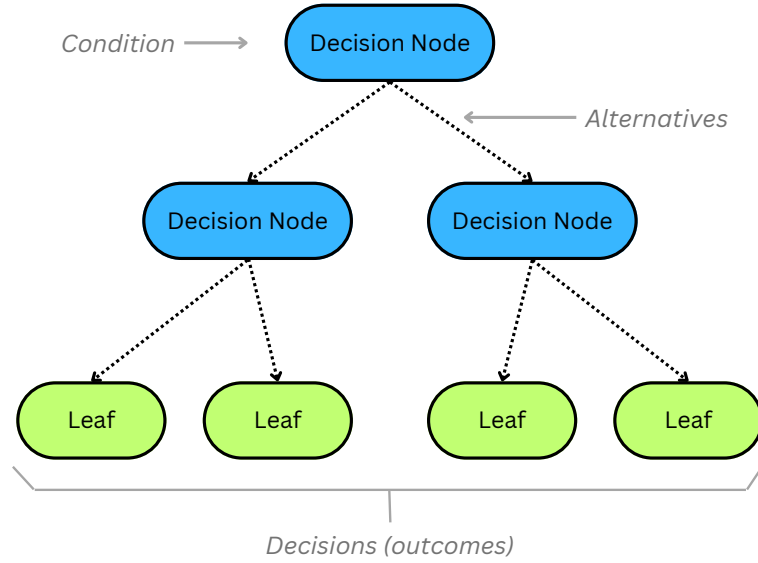 Condition
Decision Node
Alternatives
Decision Node
Decision Node
Leaf
Leaf
Leaf
Leaf
Decisions (outcomes)